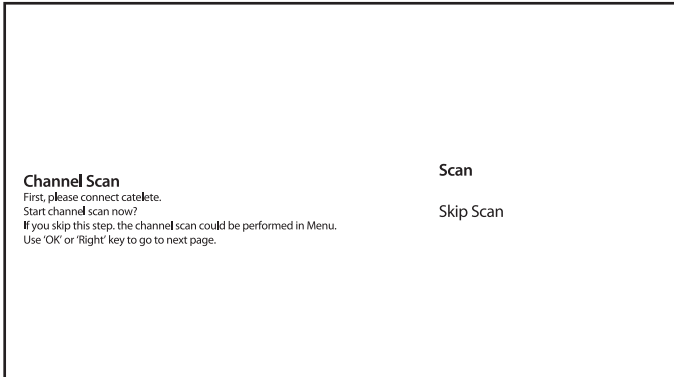 Channel Scan
First, please connect catelete.
Start channel scan now?
If you skip this step. the channel scan could be performed in Menu.
Use ‘OK’ or ‘Right’ key to go to next page.
Scan
Skip Scan